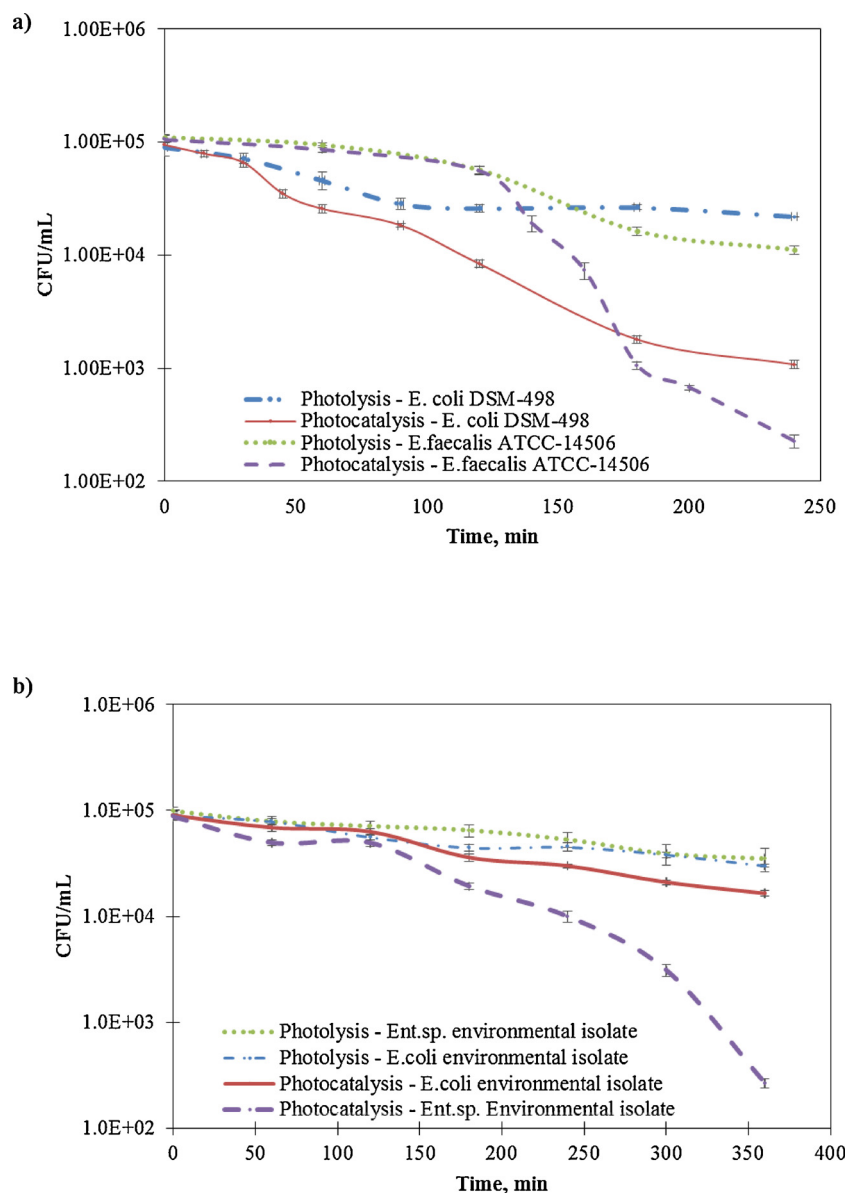 a)
1.00E+06
1.00E+05
1.00E+04
1.00E+03
1.00E+02
CFU/mL
Photolysis - E. coli DSM-498
Photocatalysis - E. coli DSM-498
Photolysis - E.faecalis ATCC-14506
Photocatalysis - E.faecalis ATCC-14506
0 50 100 150 200 250
Time, min
b)
1.0E+06
1.0E+05
1.0E+04
1.0E+03
1.0E+02
CFU/mL
Photolysis - Ent.sp. environmental isolate
Photolysis - E.coli environmental isolate
Photocatalysis - E.coli environmental isolate
Photocatalysis - Ent.sp. Environmental isolate
0 50 100 150 200 250 300 350 400
Time, min